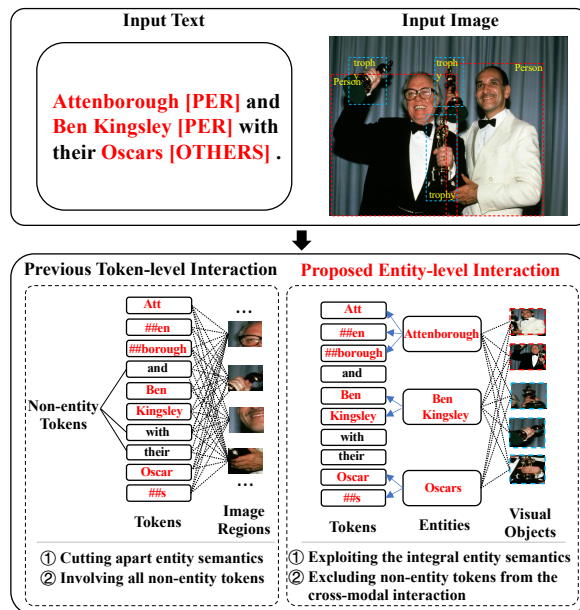 Input Text
Input Image
Attenborough [PER] and
Ben Kingsley [PER] with
their Oscars [OTHERS] .
troph
y
troph
y
Person
Person
trophy
Previous Token-level Interaction
Proposed Entity-level Interaction
Att
##en
##borough
and
Ben
Kingsley
with
their
Oscar
##s
Non-entity
Tokens
...
...
Tokens
Image
Regions
① Cutting apart entity semantics
② Involving all non-entity tokens
Att
##en
##borough
and
Ben
Kingsley
with
their
Oscar
##s
Attenborough
Ben
Kingsley
Oscars
Tokens
Entities
Visual
Objects
① Exploiting the integral entity semantics
② Excluding non-entity tokens from the
cross-modal interaction